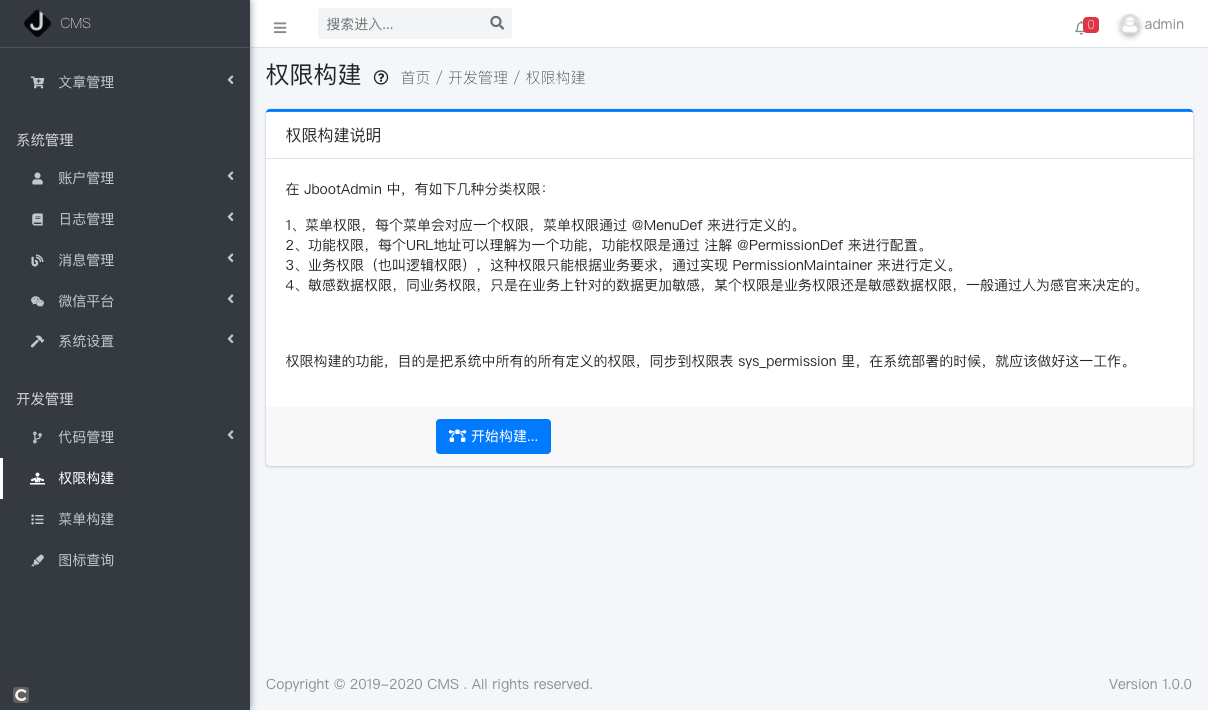 CMS
搜索进入...
0
admin
文章管理
系统管理
账户管理
日志管理
消息管理
微信平台
系统设置
开发管理
代码管理
权限构建
菜单构建
图标查询
C
权限构建 首页 / 开发管理 / 权限构建
权限构建说明
在 JbootAdmin 中，有如下几种分类权限：
1、菜单权限，每个菜单会对应一个权限，菜单权限通过 @MenuDef 来进行定义的。
2、功能权限，每个URL地址可以理解为一个功能，功能权限是通过 注解 @PermissionDef 来进行配置。
3、业务权限（也叫逻辑权限），这种权限只能根据业务要求，通过实现 PermissionMaintainer 来进行定义。
4、敏感数据权限，同业务权限，只是在业务上针对的数据更加敏感，某个权限是业务权限还是敏感数据权限，一般通过人为感官来决定的。
权限构建的功能，目的是把系统中所有的所有定义的权限，同步到权限表 sys_permission 里，在系统部署的时候，就应该做好这一工作。
开始构建...
Copyright © 2019-2020 CMS . All rights reserved.
Version 1.0.0